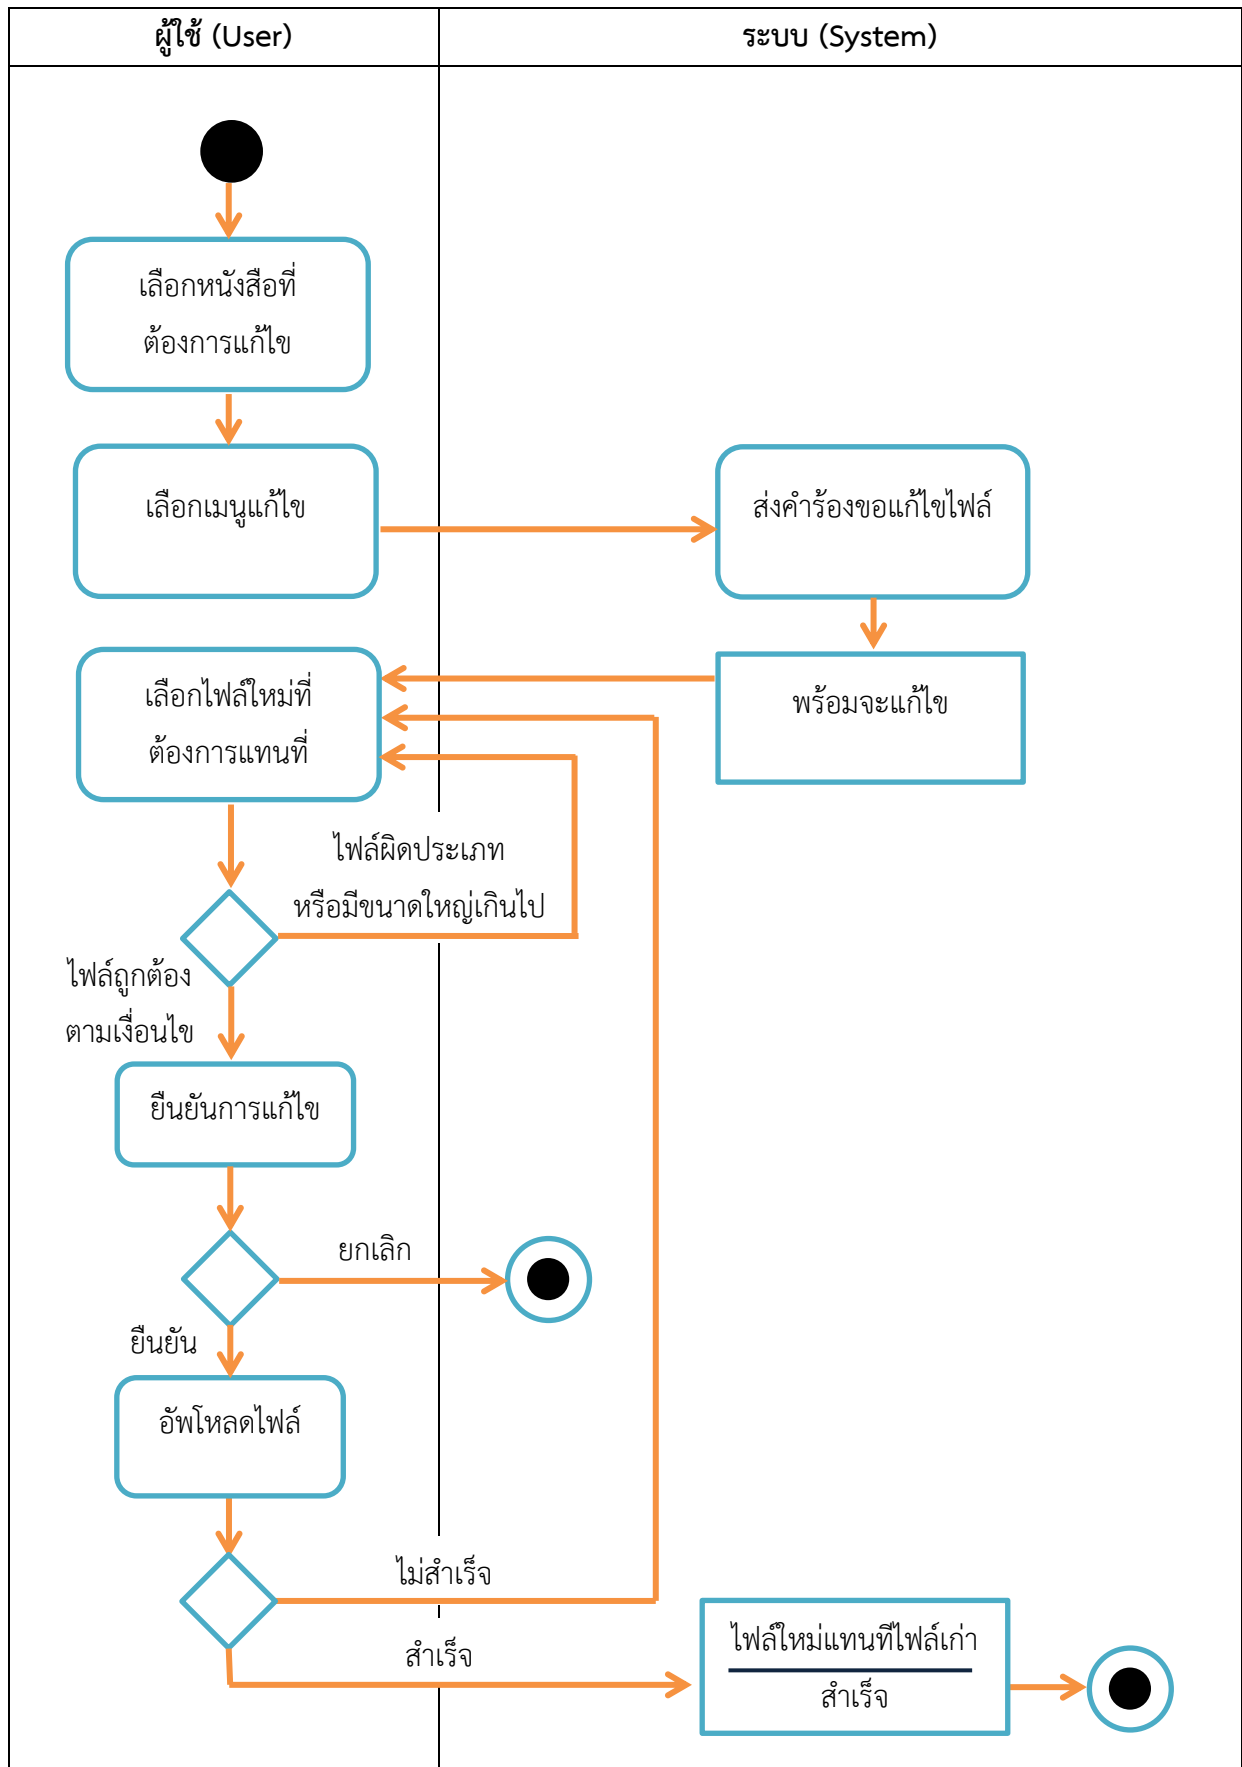 ผู้ใช้ (User)
ระบบ (System)
เลือกหนังสือที่
ต้องการแก้ไข
เลือกเมนูแก้ไข
ส่งคำร้องขอแก้ไขไฟล์
เลือกไฟล์ใหม่ที่
ต้องการแทนที่
พร้อมจะแก้ไข
ไฟล์ผิดประเภท
หรือมีขนาดใหญ่เกินไป
ไฟล์ถูกต้อง
ตามเงื่อนไข
ยืนยันการแก้ไข
ยกเลิก
ยืนยัน
อัพโหลดไฟล์
ไม่สำเร็จ
สำเร็จ
ไฟล์ใหม่แทนทีไฟล์เก่า
สำเร็จ